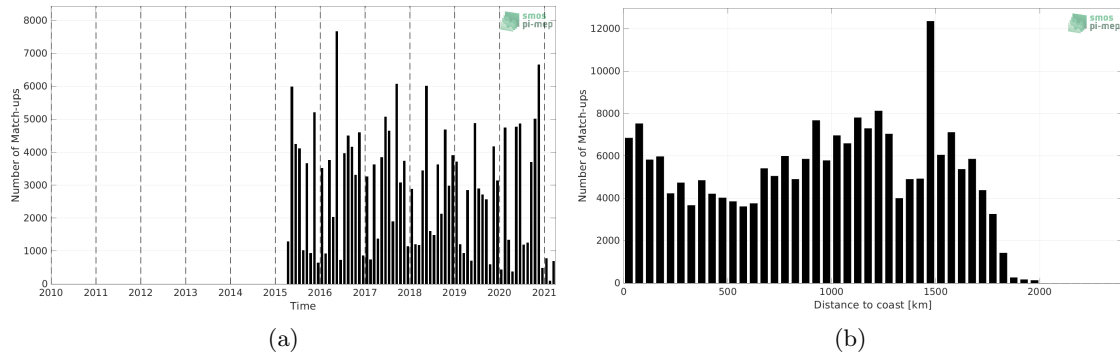 smos
pi-mep
8000
7000
6000
5000
4000
3000
2000
1000
0
Number of Match-ups
2010 2011 2012 2013 2014 2015 2016 2017 2018 2019 2020 2021
Time
(a)
smos
pi-mep
12000
10000
8000
6000
4000
2000
0
Number of Match-ups
0 500 1000 1500 2000
Distance to coast [km]
(b)